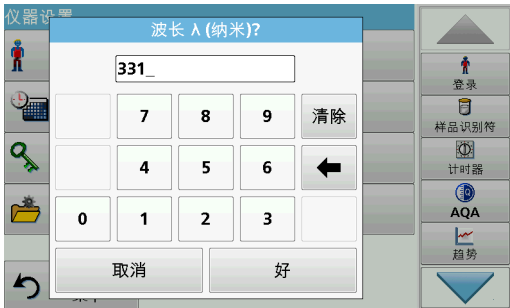 仪器设置
波长 λ (纳米)?
331_
7 8 9 清除
4 5 6
0 1 2 3
取消 好
登录
样品识别符
计时器
AQA
趋势